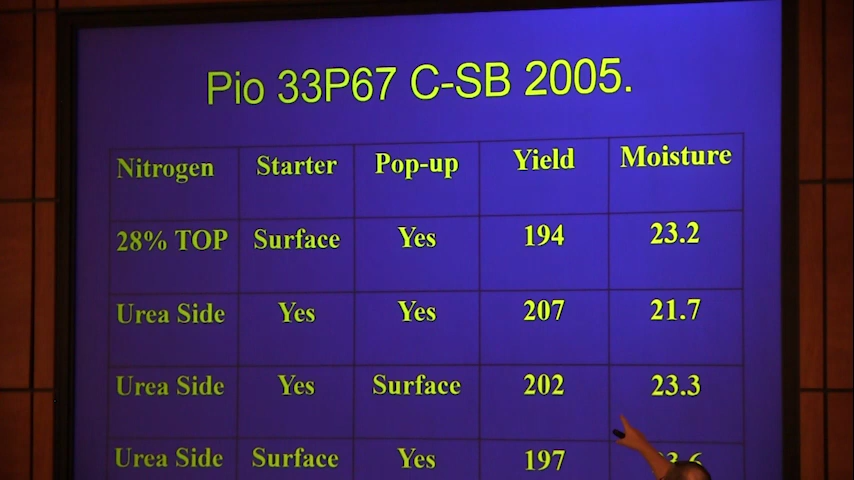 Pio 33P67 C-SB 2005.
Nitrogen Starter Pop-up Yield Moisture
28% TOP Surface Yes 194 23.2
Urea Side Yes Yes 207 21.7
Urea Side Yes Surface 202 23.3
Urea Side Surface Yes 197